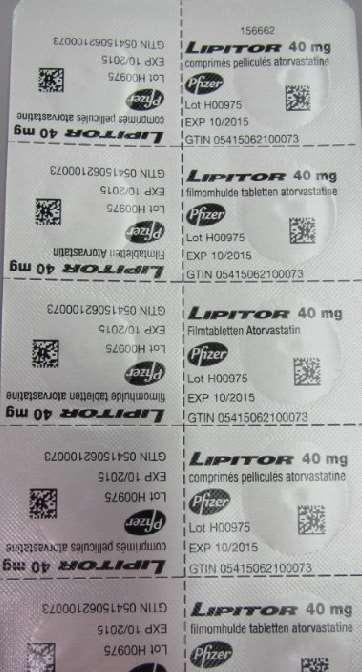 156662
LIPITOR 40 mg
comprimés pelliculés atorvastatine
Pfizer
Lot H00975
EXP 10/2015
GTIN 05415062100073
LIPITOR 40 mg
filmomhulde tabletten atorvastatine
Pfizer
Lot H00975
EXP 10/2015
GTIN 05415062100073
LIPITOR 40 mg
Filmtabletten Atorvastatin
Pfizer
Lot H00975
EXP 10/2015
GTIN 05415062100073
LIPITOR 40 mg
comprimés pelliculés atorvastatine
Pfizer
Lot H00975
EXP 10/2015
GTIN 05415062100073
LIPITOR 40 mg
filmomhulde tabletten atorvastatine
Pfizer
LIPITOR 40 mg
comprimés pelliculés atorvastatine
Pfizer
Lot H00975
EXP 10/2015
GTIN 05415062100073
LIPITOR 40 mg
Filmtabletten Atorvastatin
Pfizer
Lot H00975
EXP 10/2015
GTIN 05415062100073
LIPITOR 40 mg
filmomhulde tabletten atorvastatine
Pfizer
Lot H00975
EXP 10/2015
GTIN 05415062100073
LIPITOR 40 mg
comprimés pelliculés atorvastatine
Pfizer
Lot H00975
EXP 10/2015
GTIN 05415062100073
Pfizer
Lot H00975
EXP 10/2015
GTIN 05415062100073